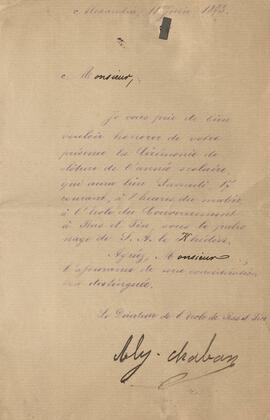 Alexandrie, 11 Juin 1893.
Monsieur,
Je vous prie de bien
vouloir honorer de votre
présence la Cérémonie de
clôture de l'année scolaire,
qui aura lieu Samedi, 17
courant, à heures du matin
à l'école du Gouvernement
à Ras el Tin, sous le patro
nage de S. A. le Khédive.
Agréez, Monsieur
l'assurance de ma considération
très distinguée.
Le Directeur de l'école de Ras el Tin
Aly. Chaban